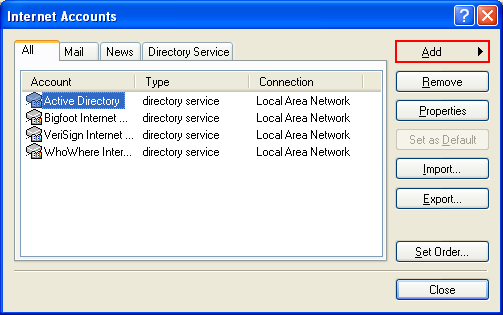 Internet Accounts
All Mail News Directory Service
Add
Account Type Connection
Active Directory directory service Local Area Network
Bigfoot Internet ... directory service Local Area Network
VeriSign Internet ... directory service Local Area Network
WhoWhere Inter... directory service Local Area Network
Remove
Properties
Set as Default
Import...
Export...
Set Order...
Close